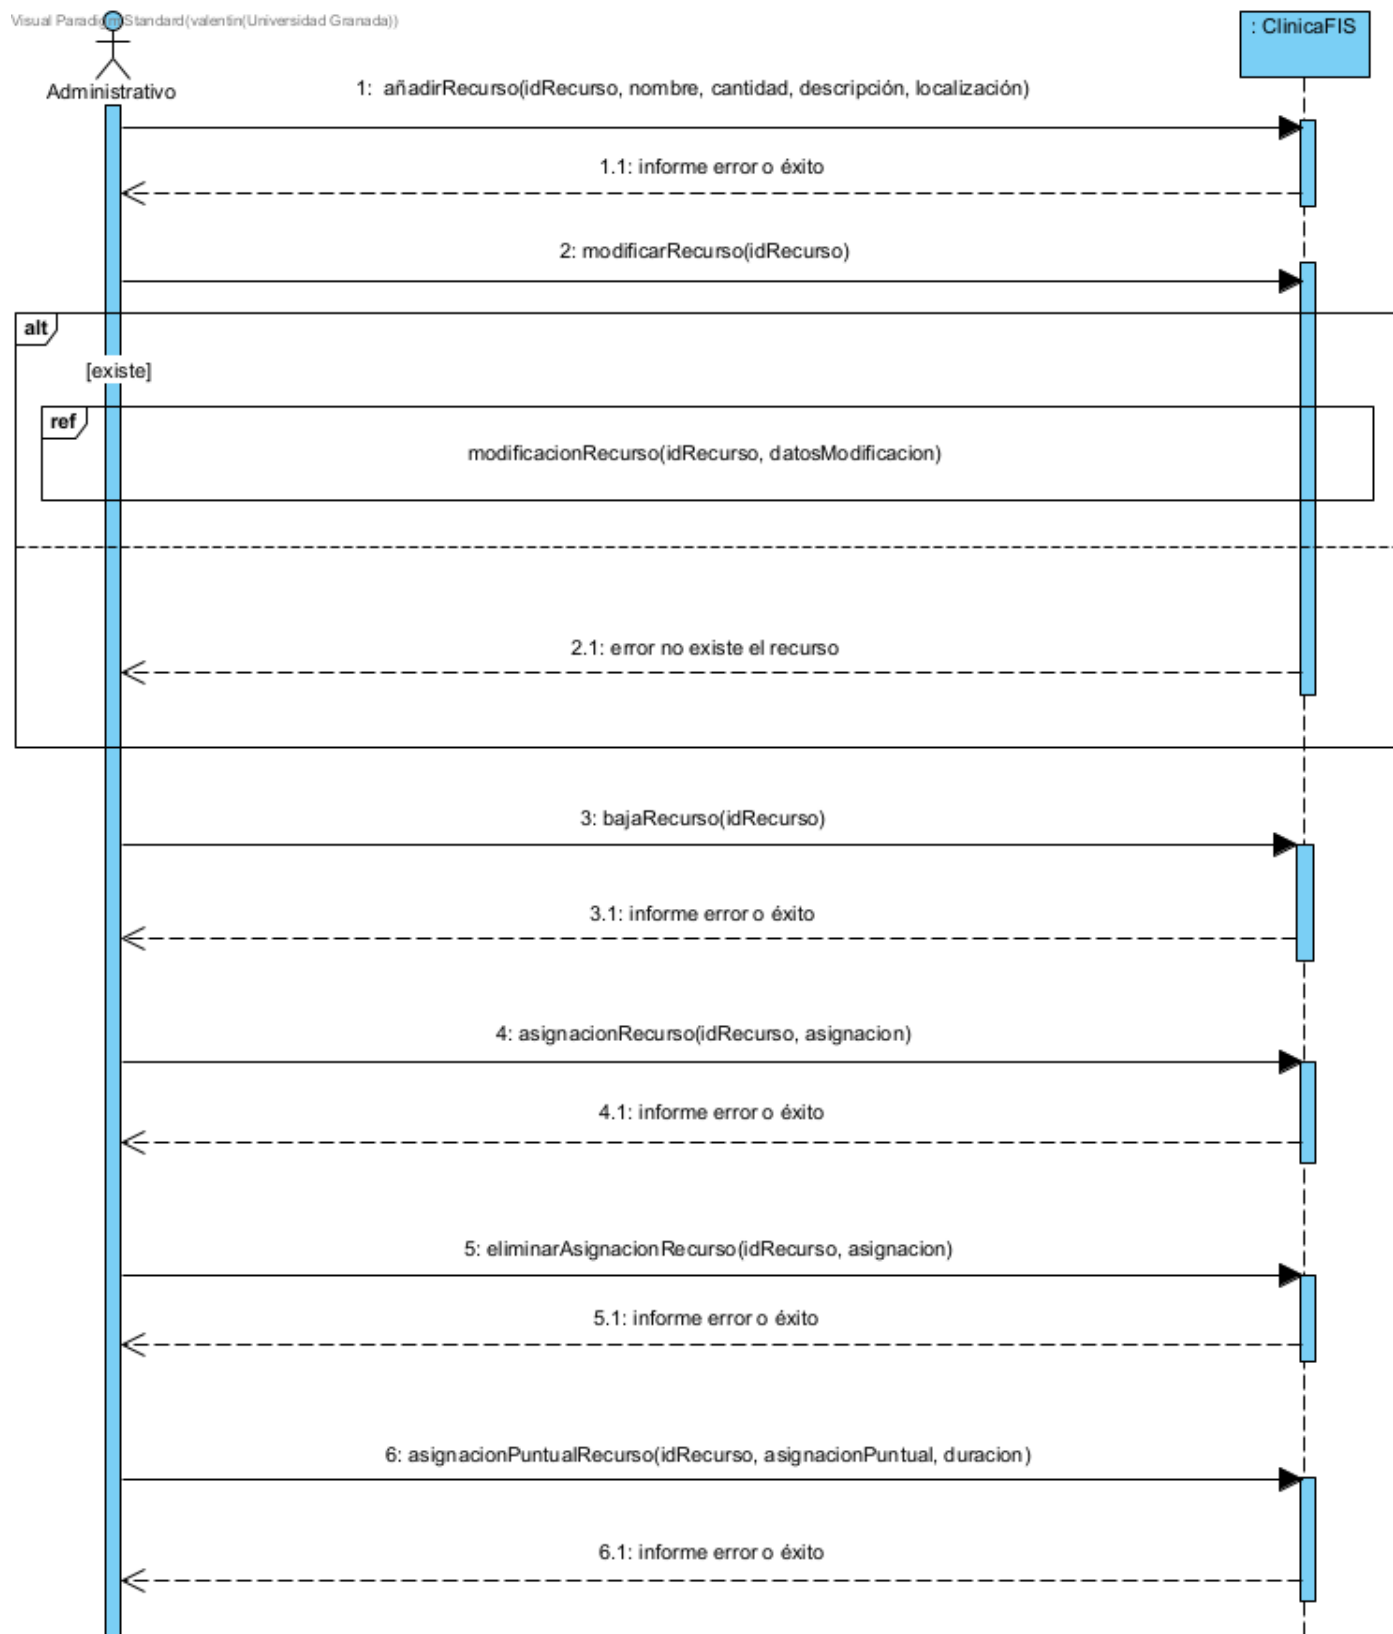 Visual Paradigm Standard(valentin(Universidad Granada))
: ClinicaFIS
Administrativo
1: añadirRecurso(idRecurso, nombre, cantidad, descripción, localización)
1.1: informe error o éxito
2: modificarRecurso(idRecurso)
alt
[existe]
ref
modificacionRecurso(idRecurso, datosModificacion)
2.1: error no existe el recurso
3: bajaRecurso(idRecurso)
3.1: informe error o éxito
4: asignacionRecurso(idRecurso, asignacion)
4.1: informe error o éxito
5: eliminarAsignacionRecurso(idRecurso, asignacion)
5.1: informe error o éxito
6: asignacionPuntualRecurso(idRecurso, asignacionPuntual, duracion)
6.1: informe error o éxito